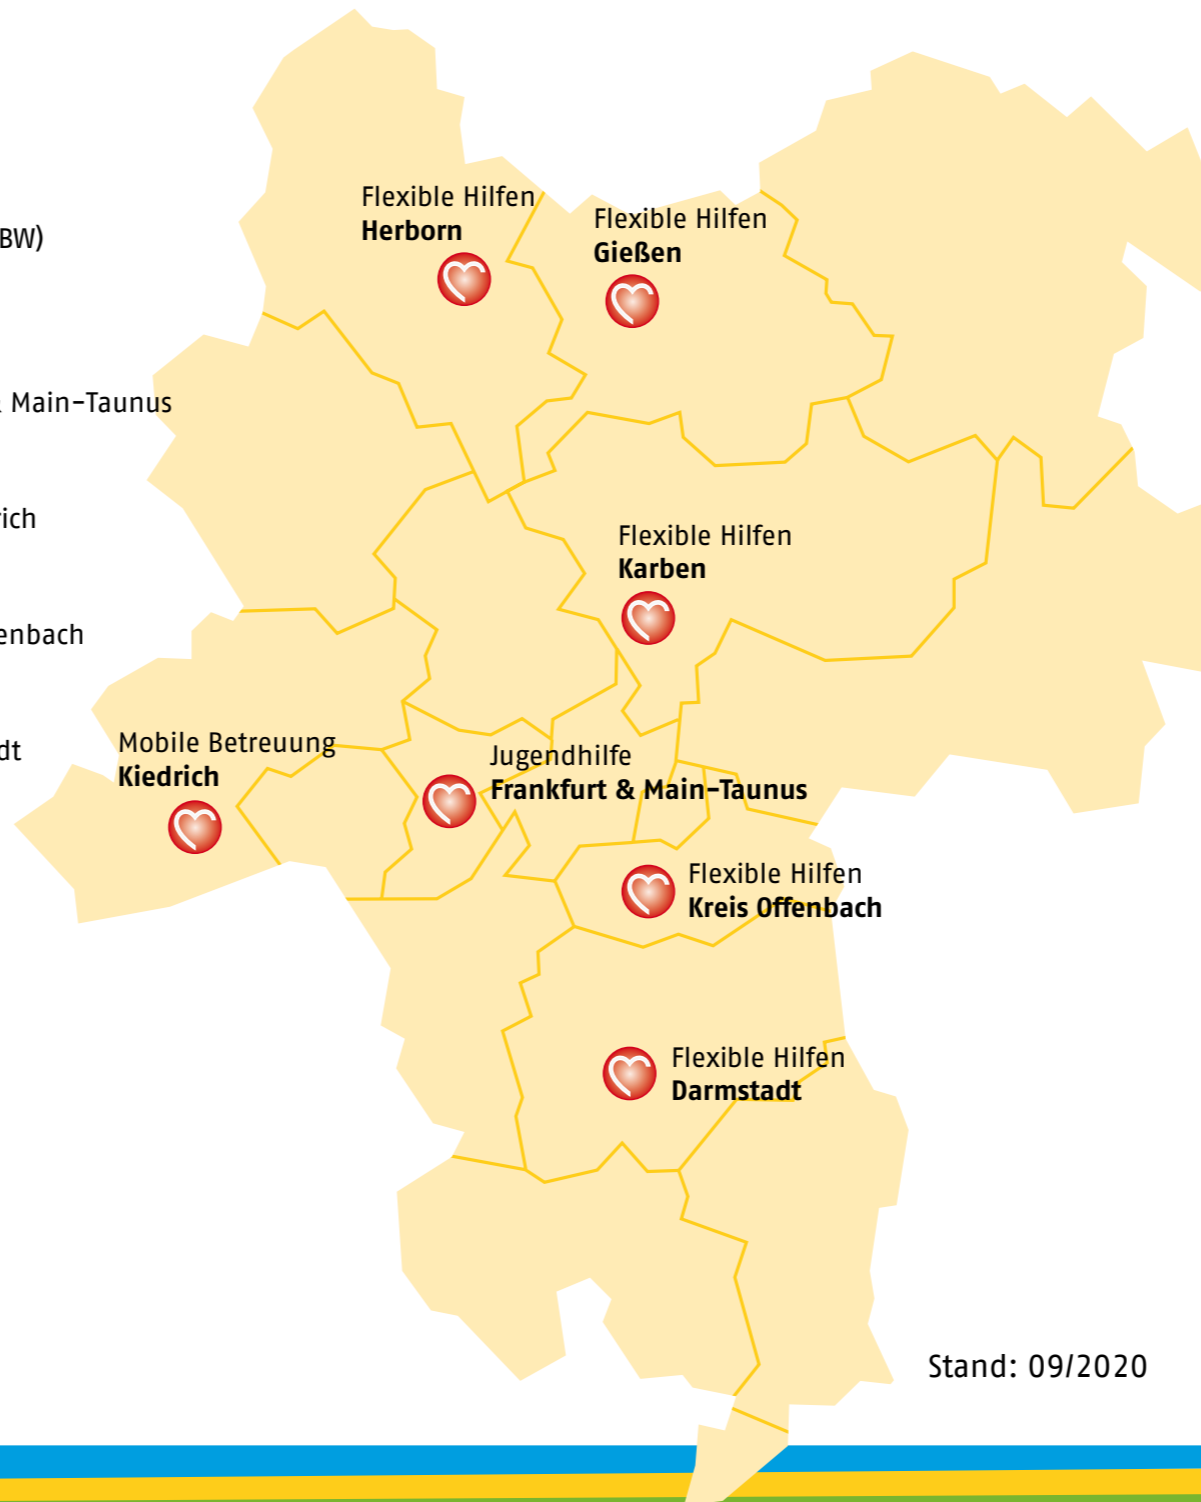 Flexible Hilfen
Herborn
Flexible Hilfen
Gießen
BW)
Main-Taunus
ich
Flexible Hilfen
Karben
enbach
dt
Mobile Betreuung
Kiedrich
Jugendhilfe
Frankfurt & Main-Taunus
Flexible Hilfen
Kreis Offenbach
Flexible Hilfen
Darmstadt
Stand: 09/2020